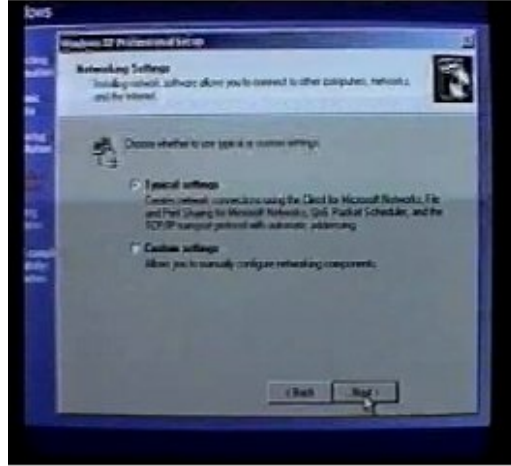 Windows XP Professional Setup
Networking Settings
Installing network software allows you to connect to other computers, networks
and the Internet.
Choose whether to use typical or custom settings:
Typical settings
Creates network connections using the Client for Microsoft Networks, File
and Print Sharing for Microsoft Networks, QoS Packet Scheduler, and the
TCP/IP transport protocol with automatic addressing.
Custom settings
Allows you to manually configure networking components.
< Back
Next >